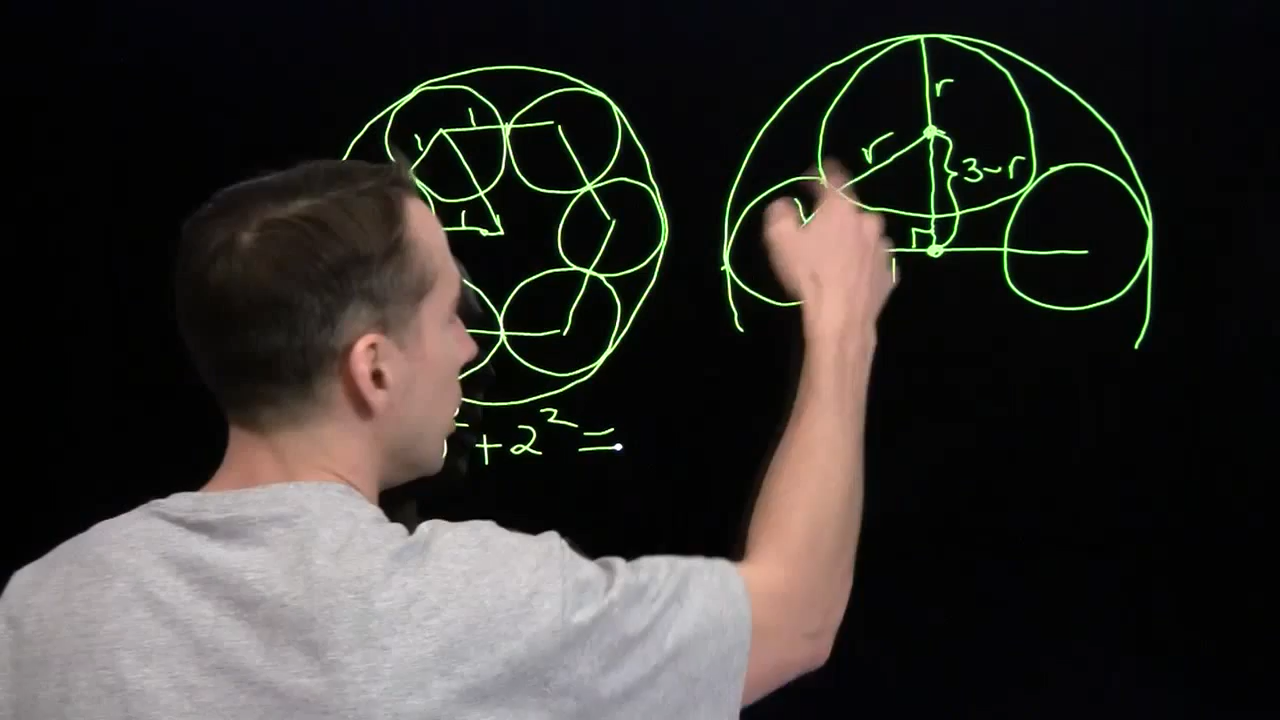 1
1
1
r
r
3-r
1
+ 2² =